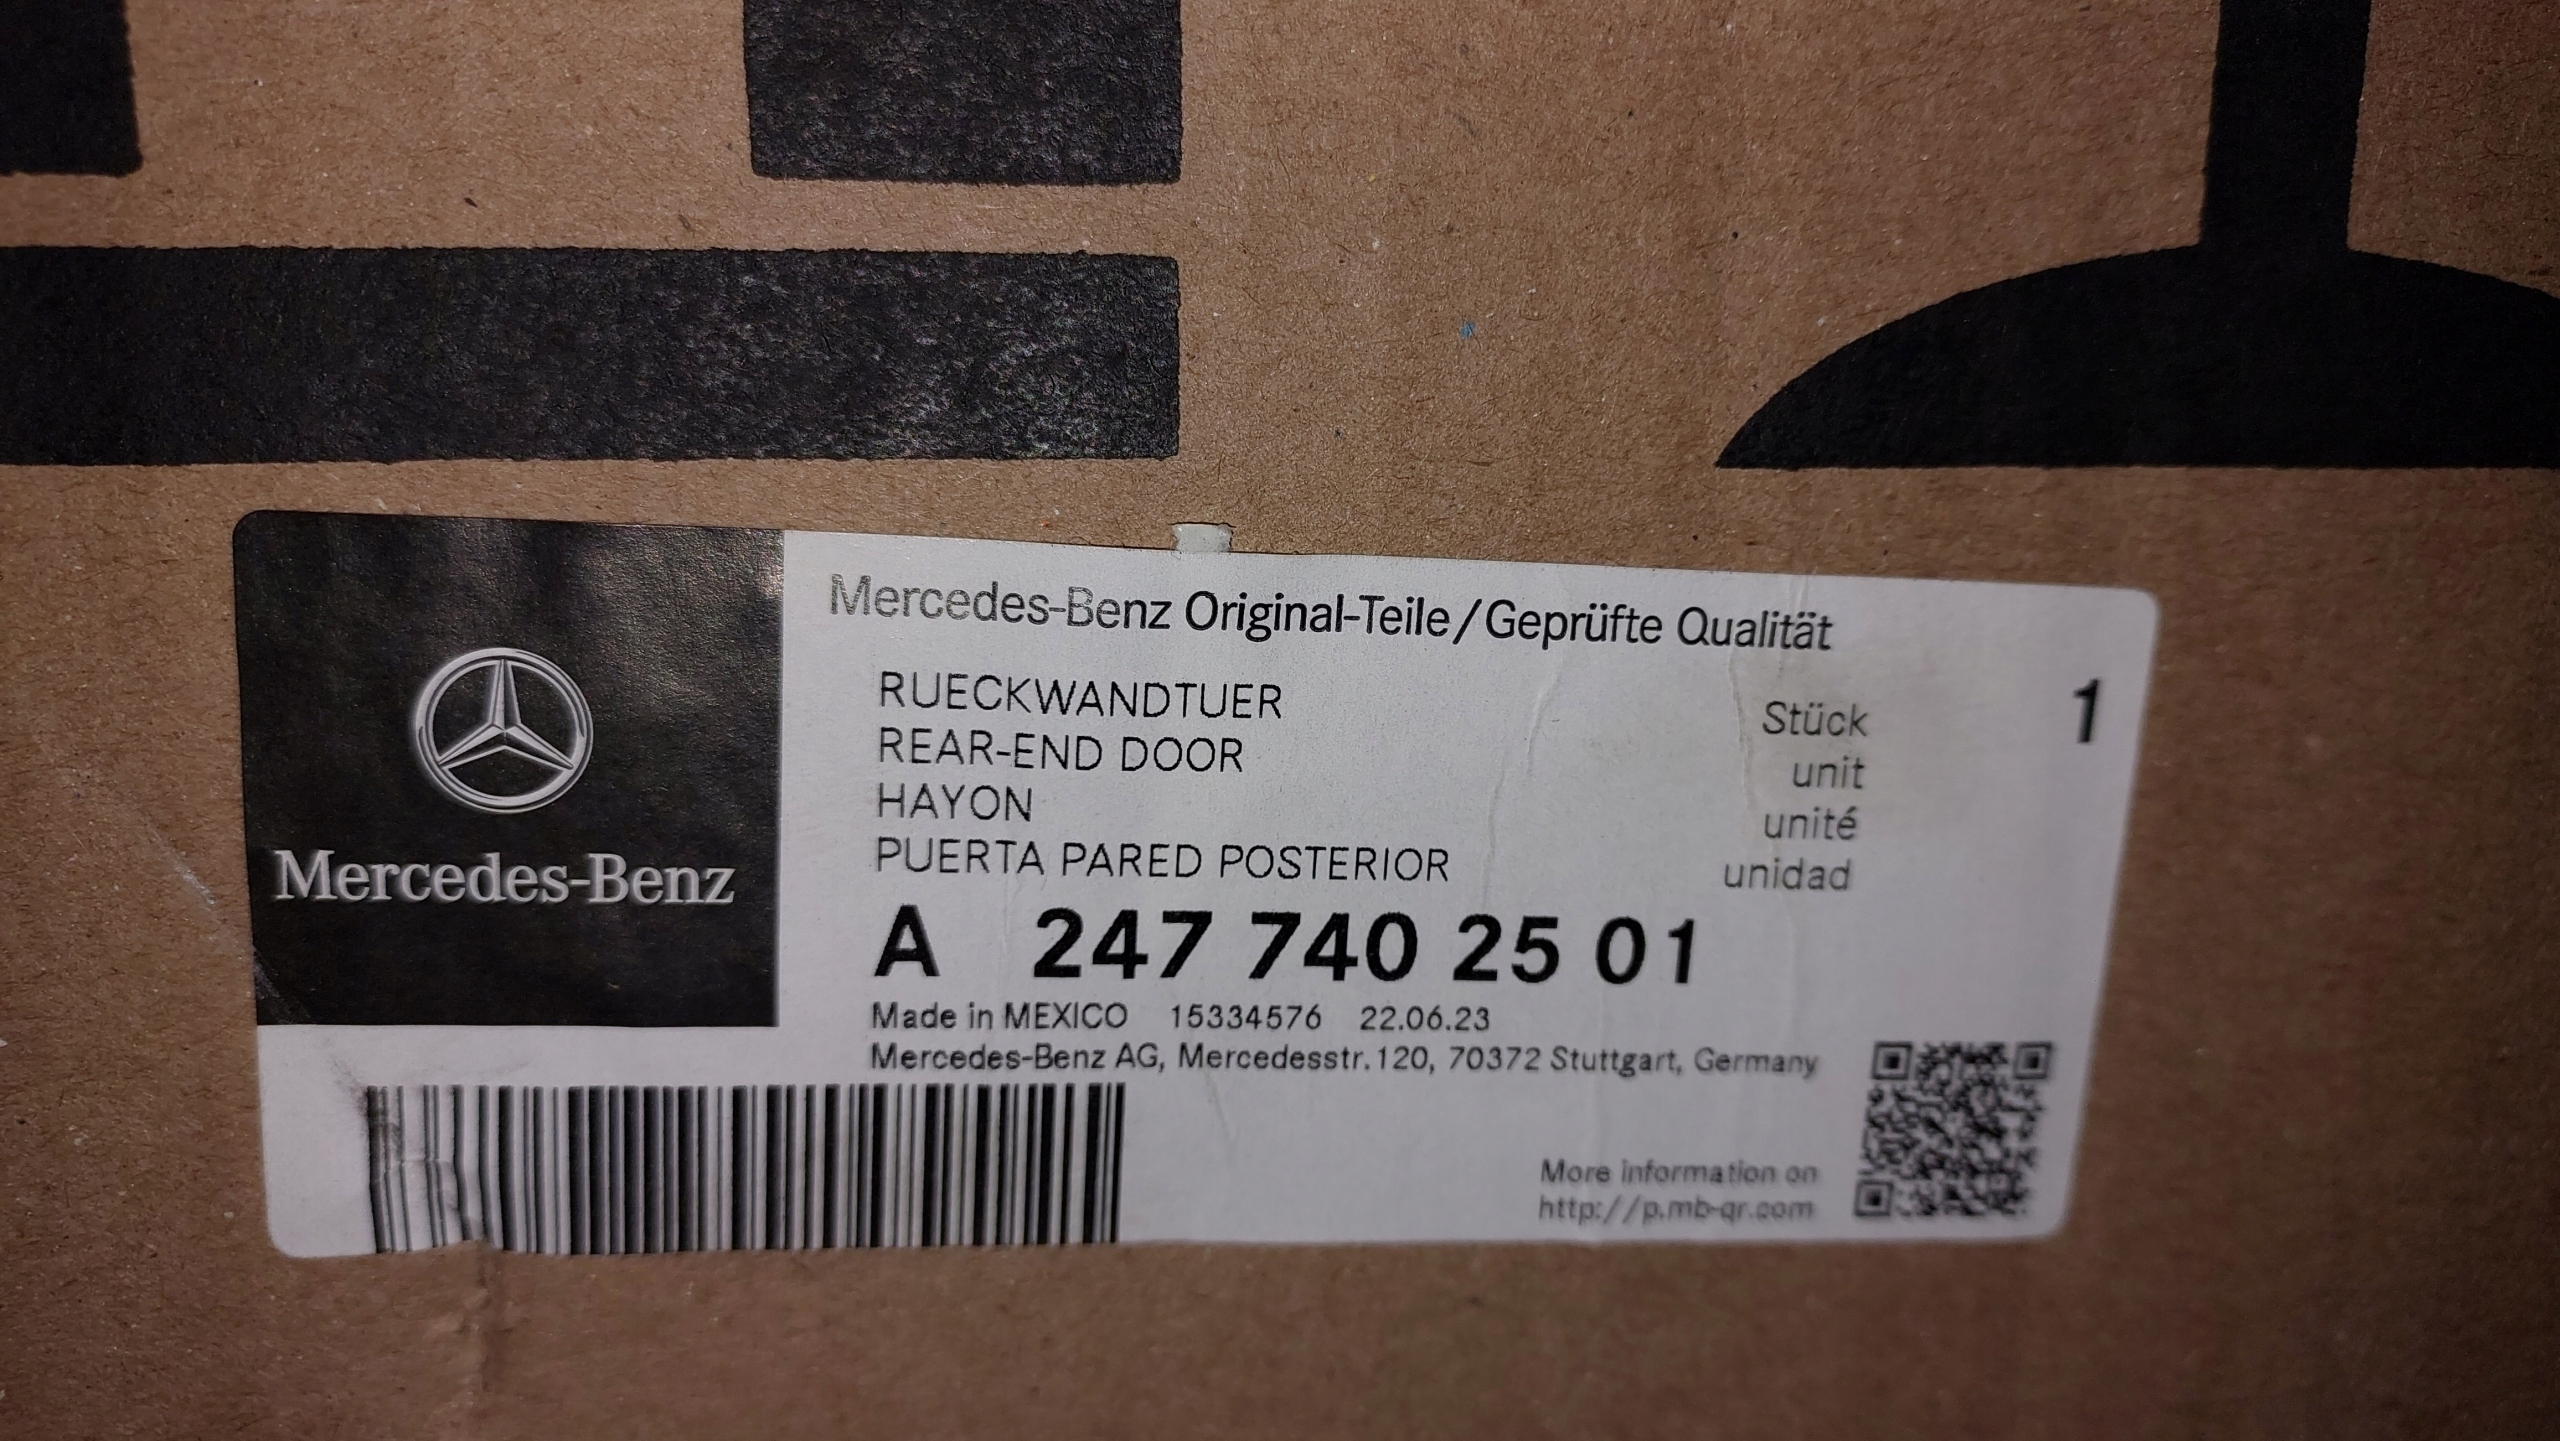 Mercedes-Benz
Mercedes-Benz Original-Teile/Geprüfte Qualität
RUECKWANDTUER
REAR-END DOOR
HAYON
PUERTA PARED POSTERIOR
Stück 1
unit
unité
unidad
A 247 740 25 01
Made in MEXICO 15334576 22.06.23
Mercedes-Benz AG, Mercedesstr.120, 70372 Stuttgart, Germany
More information on
http://p.mb-qr.com